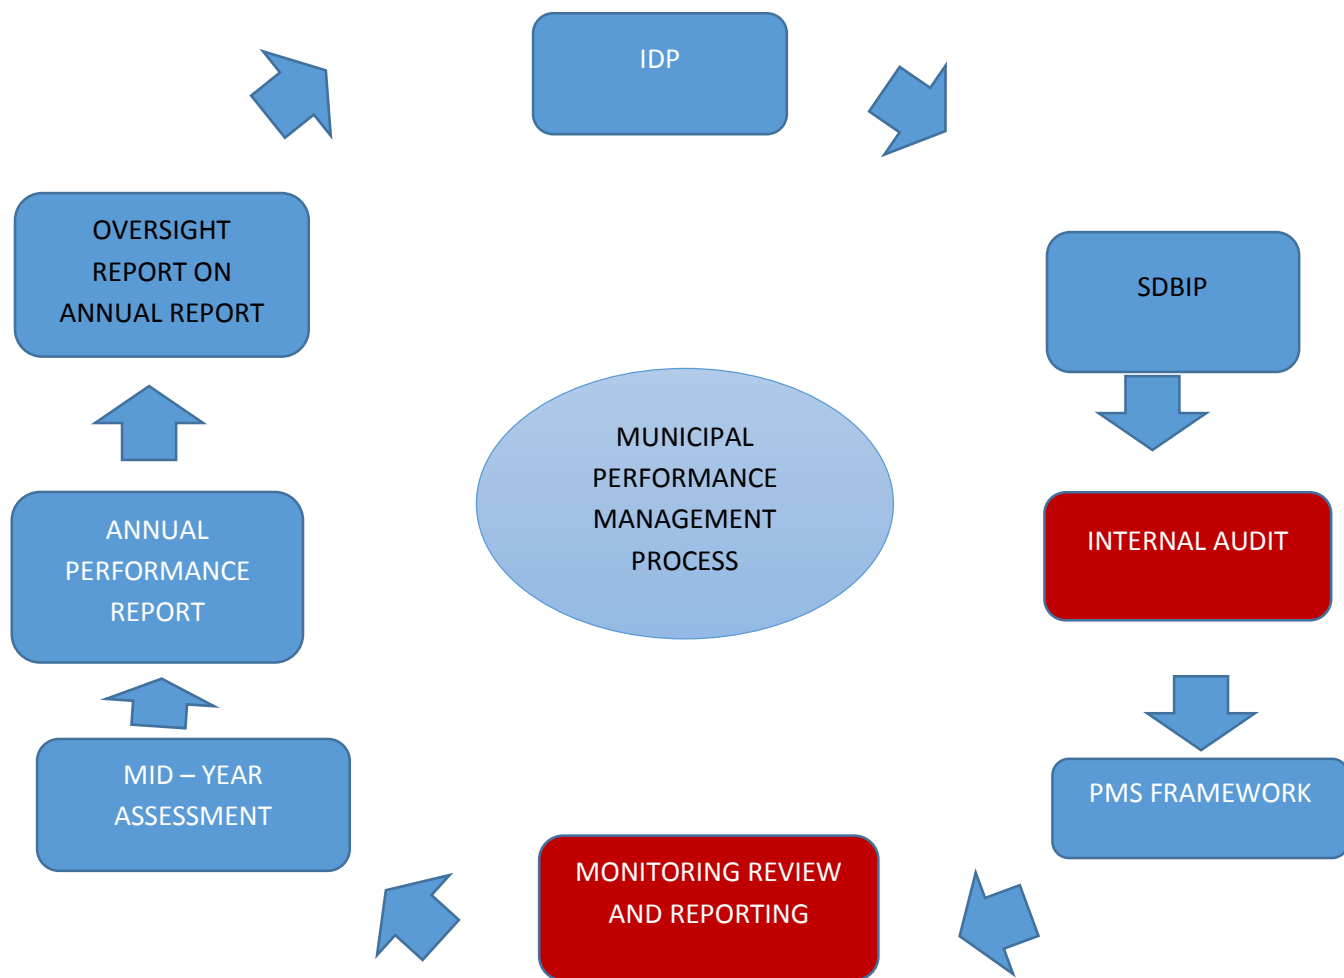 IDP
SDBIP
INTERNAL AUDIT
PMS FRAMEWORK
MONITORING REVIEW
AND REPORTING
MID – YEAR
ASSESSMENT
ANNUAL
PERFORMANCE
REPORT
OVERSIGHT
REPORT ON
ANNUAL REPORT
MUNICIPAL
PERFORMANCE
MANAGEMENT
PROCESS